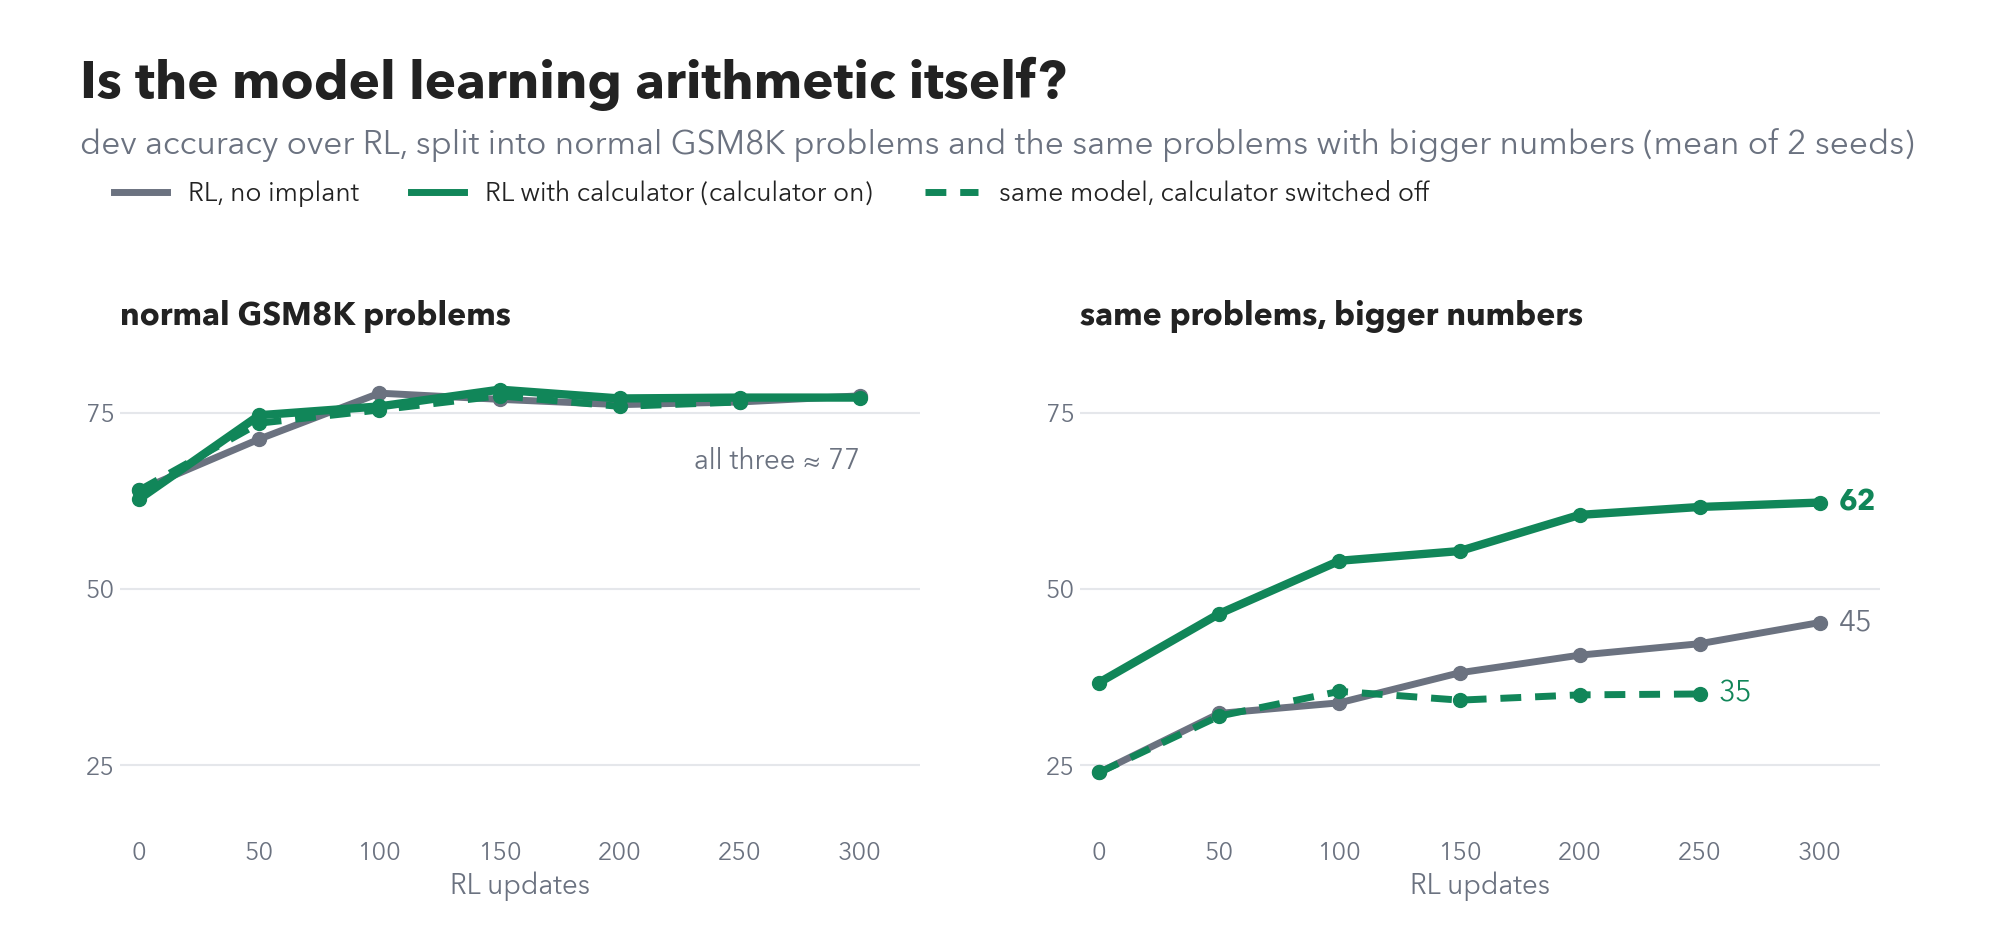 Is the model learning arithmetic itself?
dev accuracy over RL, split into normal GSM8K problems and the same problems with bigger numbers (mean of 2 seeds)
RL, no implant
RL with calculator (calculator on)
same model, calculator switched off
normal GSM8K problems
75
50
25
all three ≈ 77
0 50 100 150 200 250 300
RL updates
same problems, bigger numbers
75
50
25
62
45
35
0 50 100 150 200 250 300
RL updates